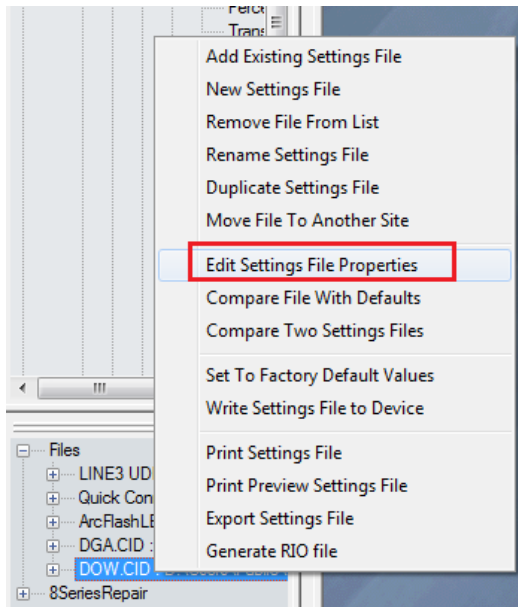 Add Existing Settings File
New Settings File
Remove File From List
Rename Settings File
Duplicate Settings File
Move File To Another Site
Edit Settings File Properties
Compare File With Defaults
Compare Two Settings Files
Set To Factory Default Values
Write Settings File to Device
Print Settings File
Print Preview Settings File
Export Settings File
Generate RIO file
Files
LINE3
Quick
DGA.CID :
DOW.CID :
8SeriesRepair